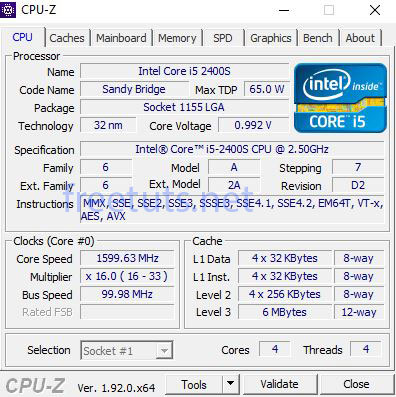 CPU-Z
CPU Caches Mainboard Memory SPD Graphics Bench About
Processor
Name Intel Core i5 2400S
Code Name Sandy Bridge Max TDP 65.0 W
Package Socket 1155 LGA
Technology 32 nm Core Voltage 0.992 V
intel inside™
CORE™ i5
Specification Intel® Core™ i5-2400S CPU @ 2.50GHz
Family 6 Model A Stepping 7
Ext. Family 6 Ext. Model 2A Revision D2
Instructions MMX, SSE, SSE2, SSE3, SSSE3, SSE4.1, SSE4.2, EM64T, VT-x,
AES, AVX
freetuts.net
Clocks (Core #0)
Core Speed 1599.63 MHz
Multiplier x 16.0 ( 16 - 33 )
Bus Speed 99.98 MHz
Rated FSB
Cache
L1 Data 4 x 32 KBytes 8-way
L1 Inst. 4 x 32 KBytes 8-way
Level 2 4 x 256 KBytes 8-way
Level 3 6 MBytes 12-way
Selection Socket #1 Cores 4 Threads 4
CPU-Z Ver. 1.92.0.x64 Tools Validate Close